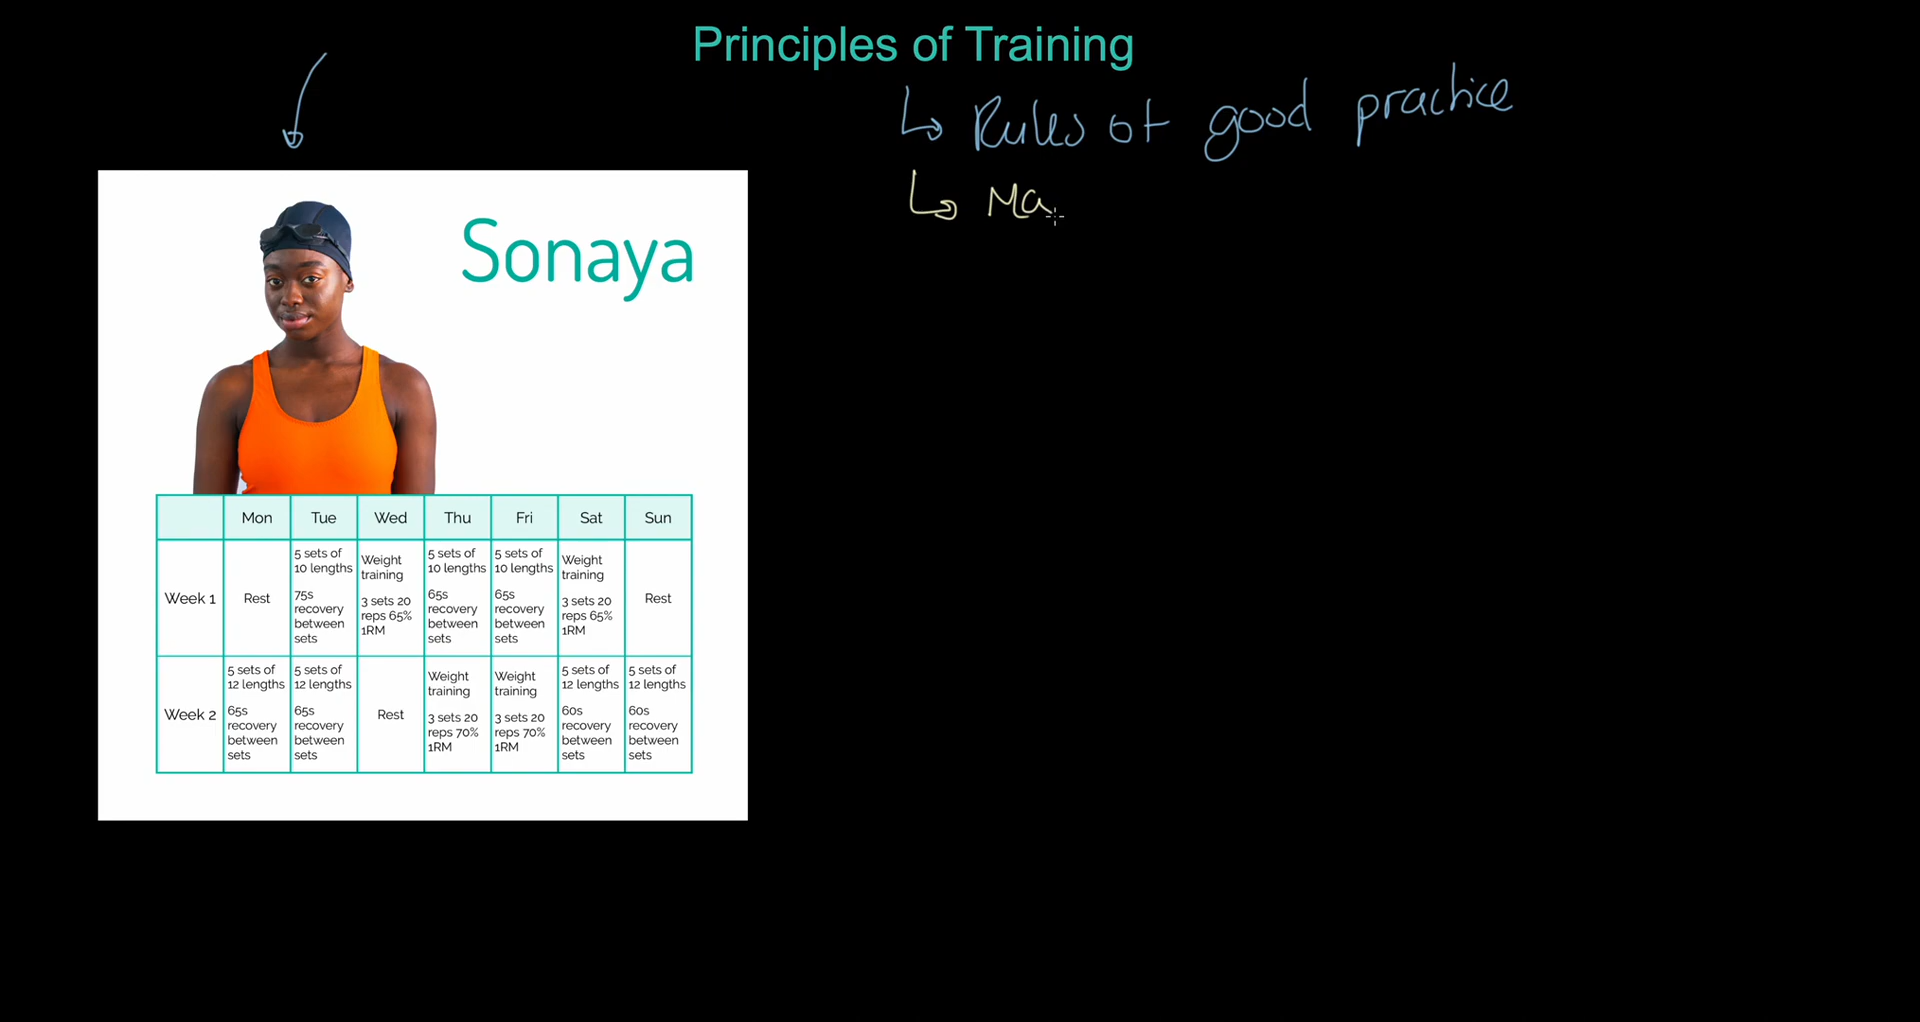 Principles of Training
↳ Rules of good practice
↳ Ma
Sonaya
Mon Tue Wed Thu Fri Sat Sun
Week 1
Rest
5 sets of
10 lengths
75s
recovery
between
sets
Weight
training
3 sets 20
reps 65%
1RM
5 sets of
10 lengths
65s
recovery
between
sets
5 sets of
10 lengths
65s
recovery
between
sets
Weight
training
3 sets 20
reps 65%
1RM
Rest
Week 2
5 sets of
12 lengths
65s
recovery
between
sets
5 sets of
12 lengths
65s
recovery
between
sets
Rest
Weight
training
3 sets 20
reps 70%
1RM
Weight
training
3 sets 20
reps 70%
1RM
5 sets of
12 lengths
60s
recovery
between
sets
5 sets of
12 lengths
60s
recovery
between
sets